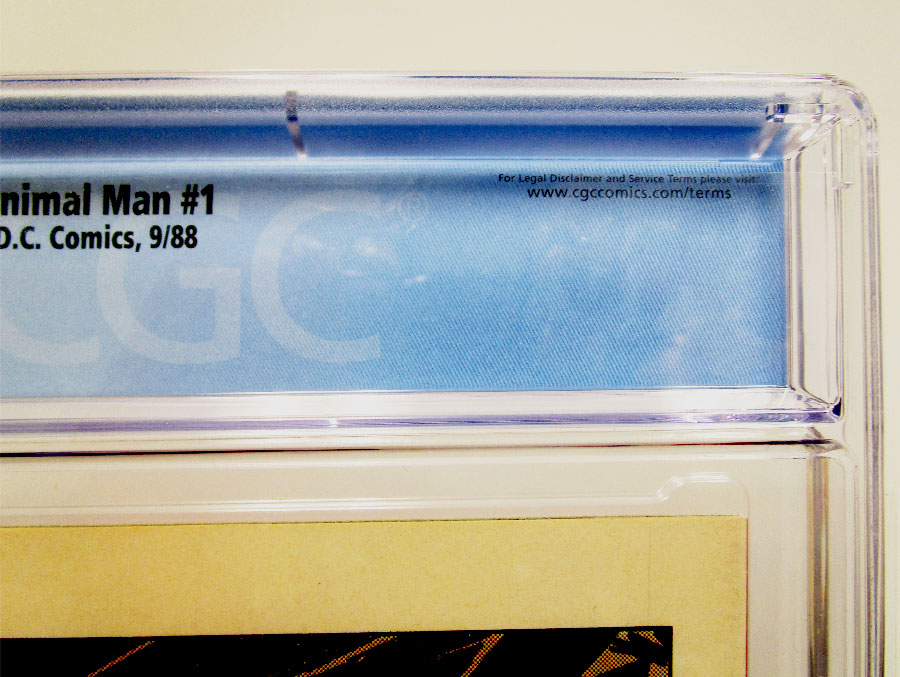 nimal Man #1
D.C. Comics, 9/88
For Legal Disclaimer and Service Terms please visit:
www.cgccomics.com/terms
CGC